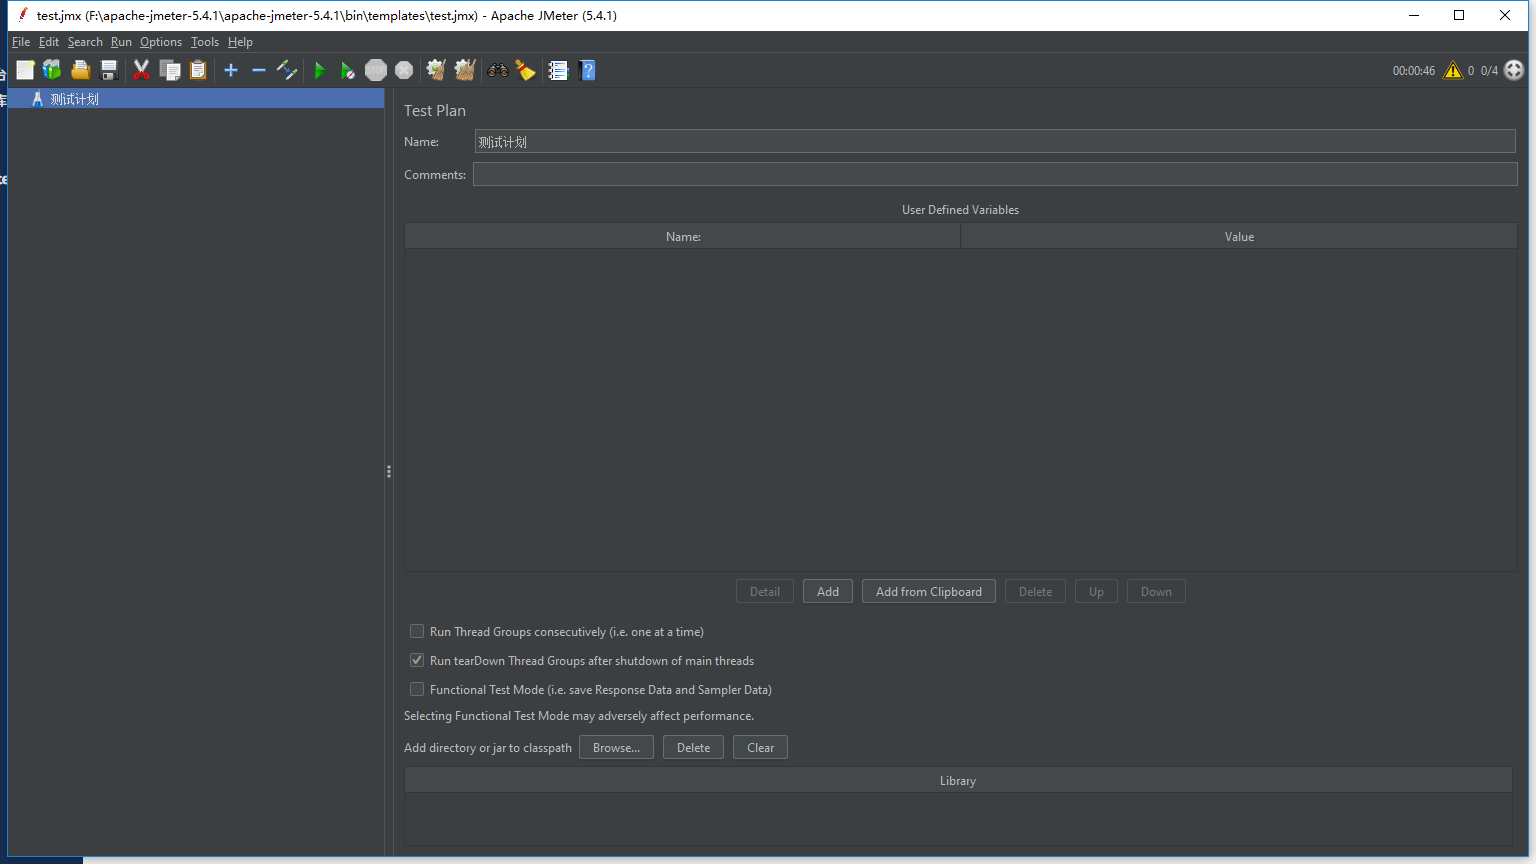 test.jmx (F:\apache-jmeter-5.4.1\apache-jmeter-5.4.1\bin\templates\test.jmx) - Apache JMeter (5.4.1)
File Edit Search Run Options Tools Help
00:00:46 0 0/4
测试计划
Test Plan
Name: 测试计划
Comments:
User Defined Variables
Name: Value
Detail Add Add from Clipboard Delete Up Down
Run Thread Groups consecutively (i.e. one at a time)
Run tearDown Thread Groups after shutdown of main threads
Functional Test Mode (i.e. save Response Data and Sampler Data)
Selecting Functional Test Mode may adversely affect performance.
Add directory or jar to classpath Browse... Delete Clear
Library